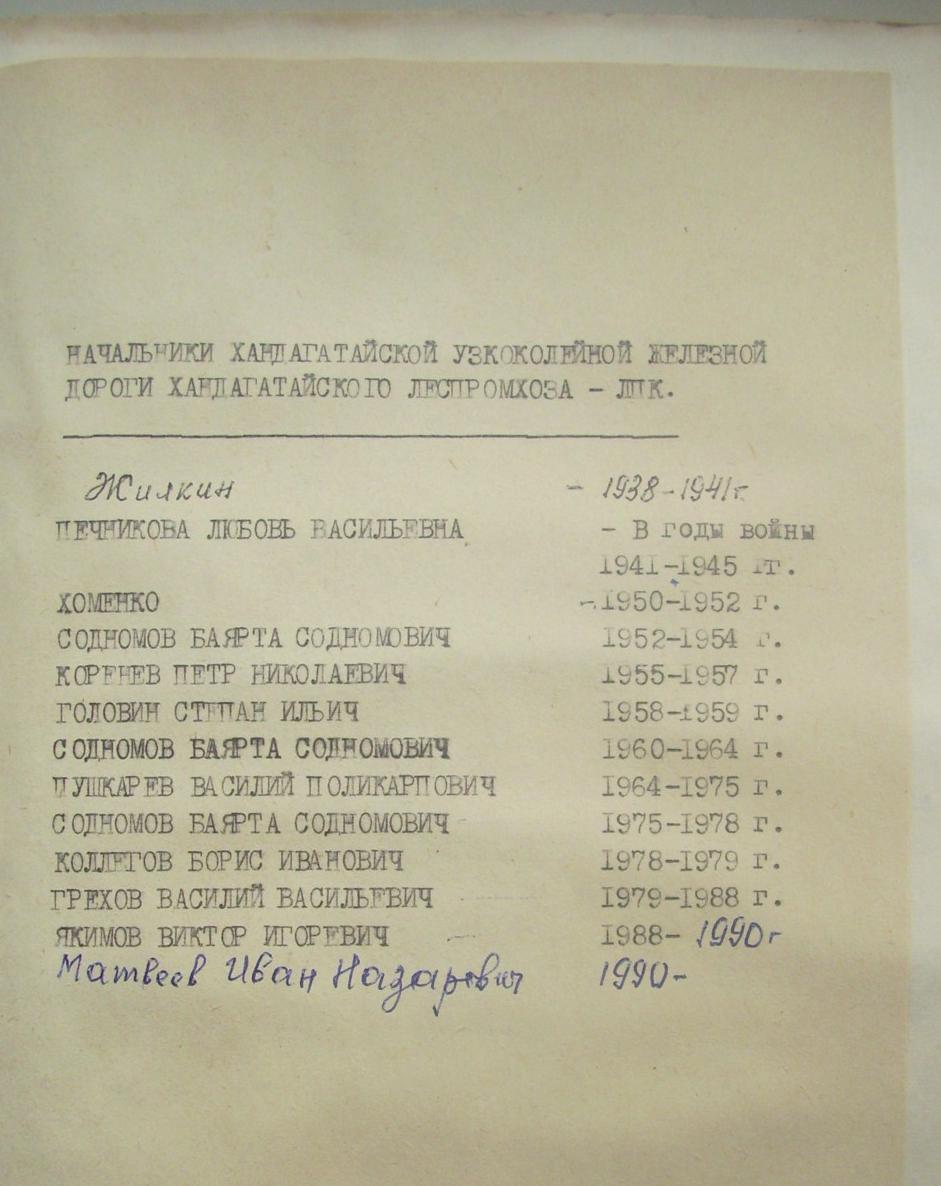 НАЧАЛЬНИКИ ХАНДАГАТАЙСКОЙ УЗКОКОЛЕЙНОЙ ЖЕЛЕЗНОЙ
ДОРОГИ ХАНДАГАТАЙСКОГО ЛЕСПРОМХОЗА – ЛПК.
Жилкин – 1938-1941г.
ПЕЧНИКОВА ЛЮБОВЬ ВАСИЛЬЕВНА – В годы войны
1941-1945 гг.
ХОМЕНКО -1950-1952 г.
СОДНОМОВ БАЯРТА СОДНОМОВИЧ 1952-1954 г.
КОРЕНЕВ ПЕТР НИКОЛАЕВИЧ 1955-1957 г.
ГОЛОВИН СТЕПАН ИЛЬИЧ 1958-1959 г.
СОДНОМОВ БАЯРТА СОДНОМОВИЧ 1960-1964 г.
ПУШКАРЕВ ВАСИЛИЙ ПОЛИКАРПОВИЧ 1964-1975 г.
СОДНОМОВ БАЯРТА СОДНОМОВИЧ 1975-1978 г.
КОЛЛЕГОВ БОРИС ИВАНОВИЧ 1978-1979 г.
ГРЕХОВ ВАСИЛИЙ ВАСИЛЬЕВИЧ 1979-1988 г.
ЯКИМОВ ВИКТОР ИГОРЕВИЧ 1988- 1990г
Матвеев Иван Назарович 1990-